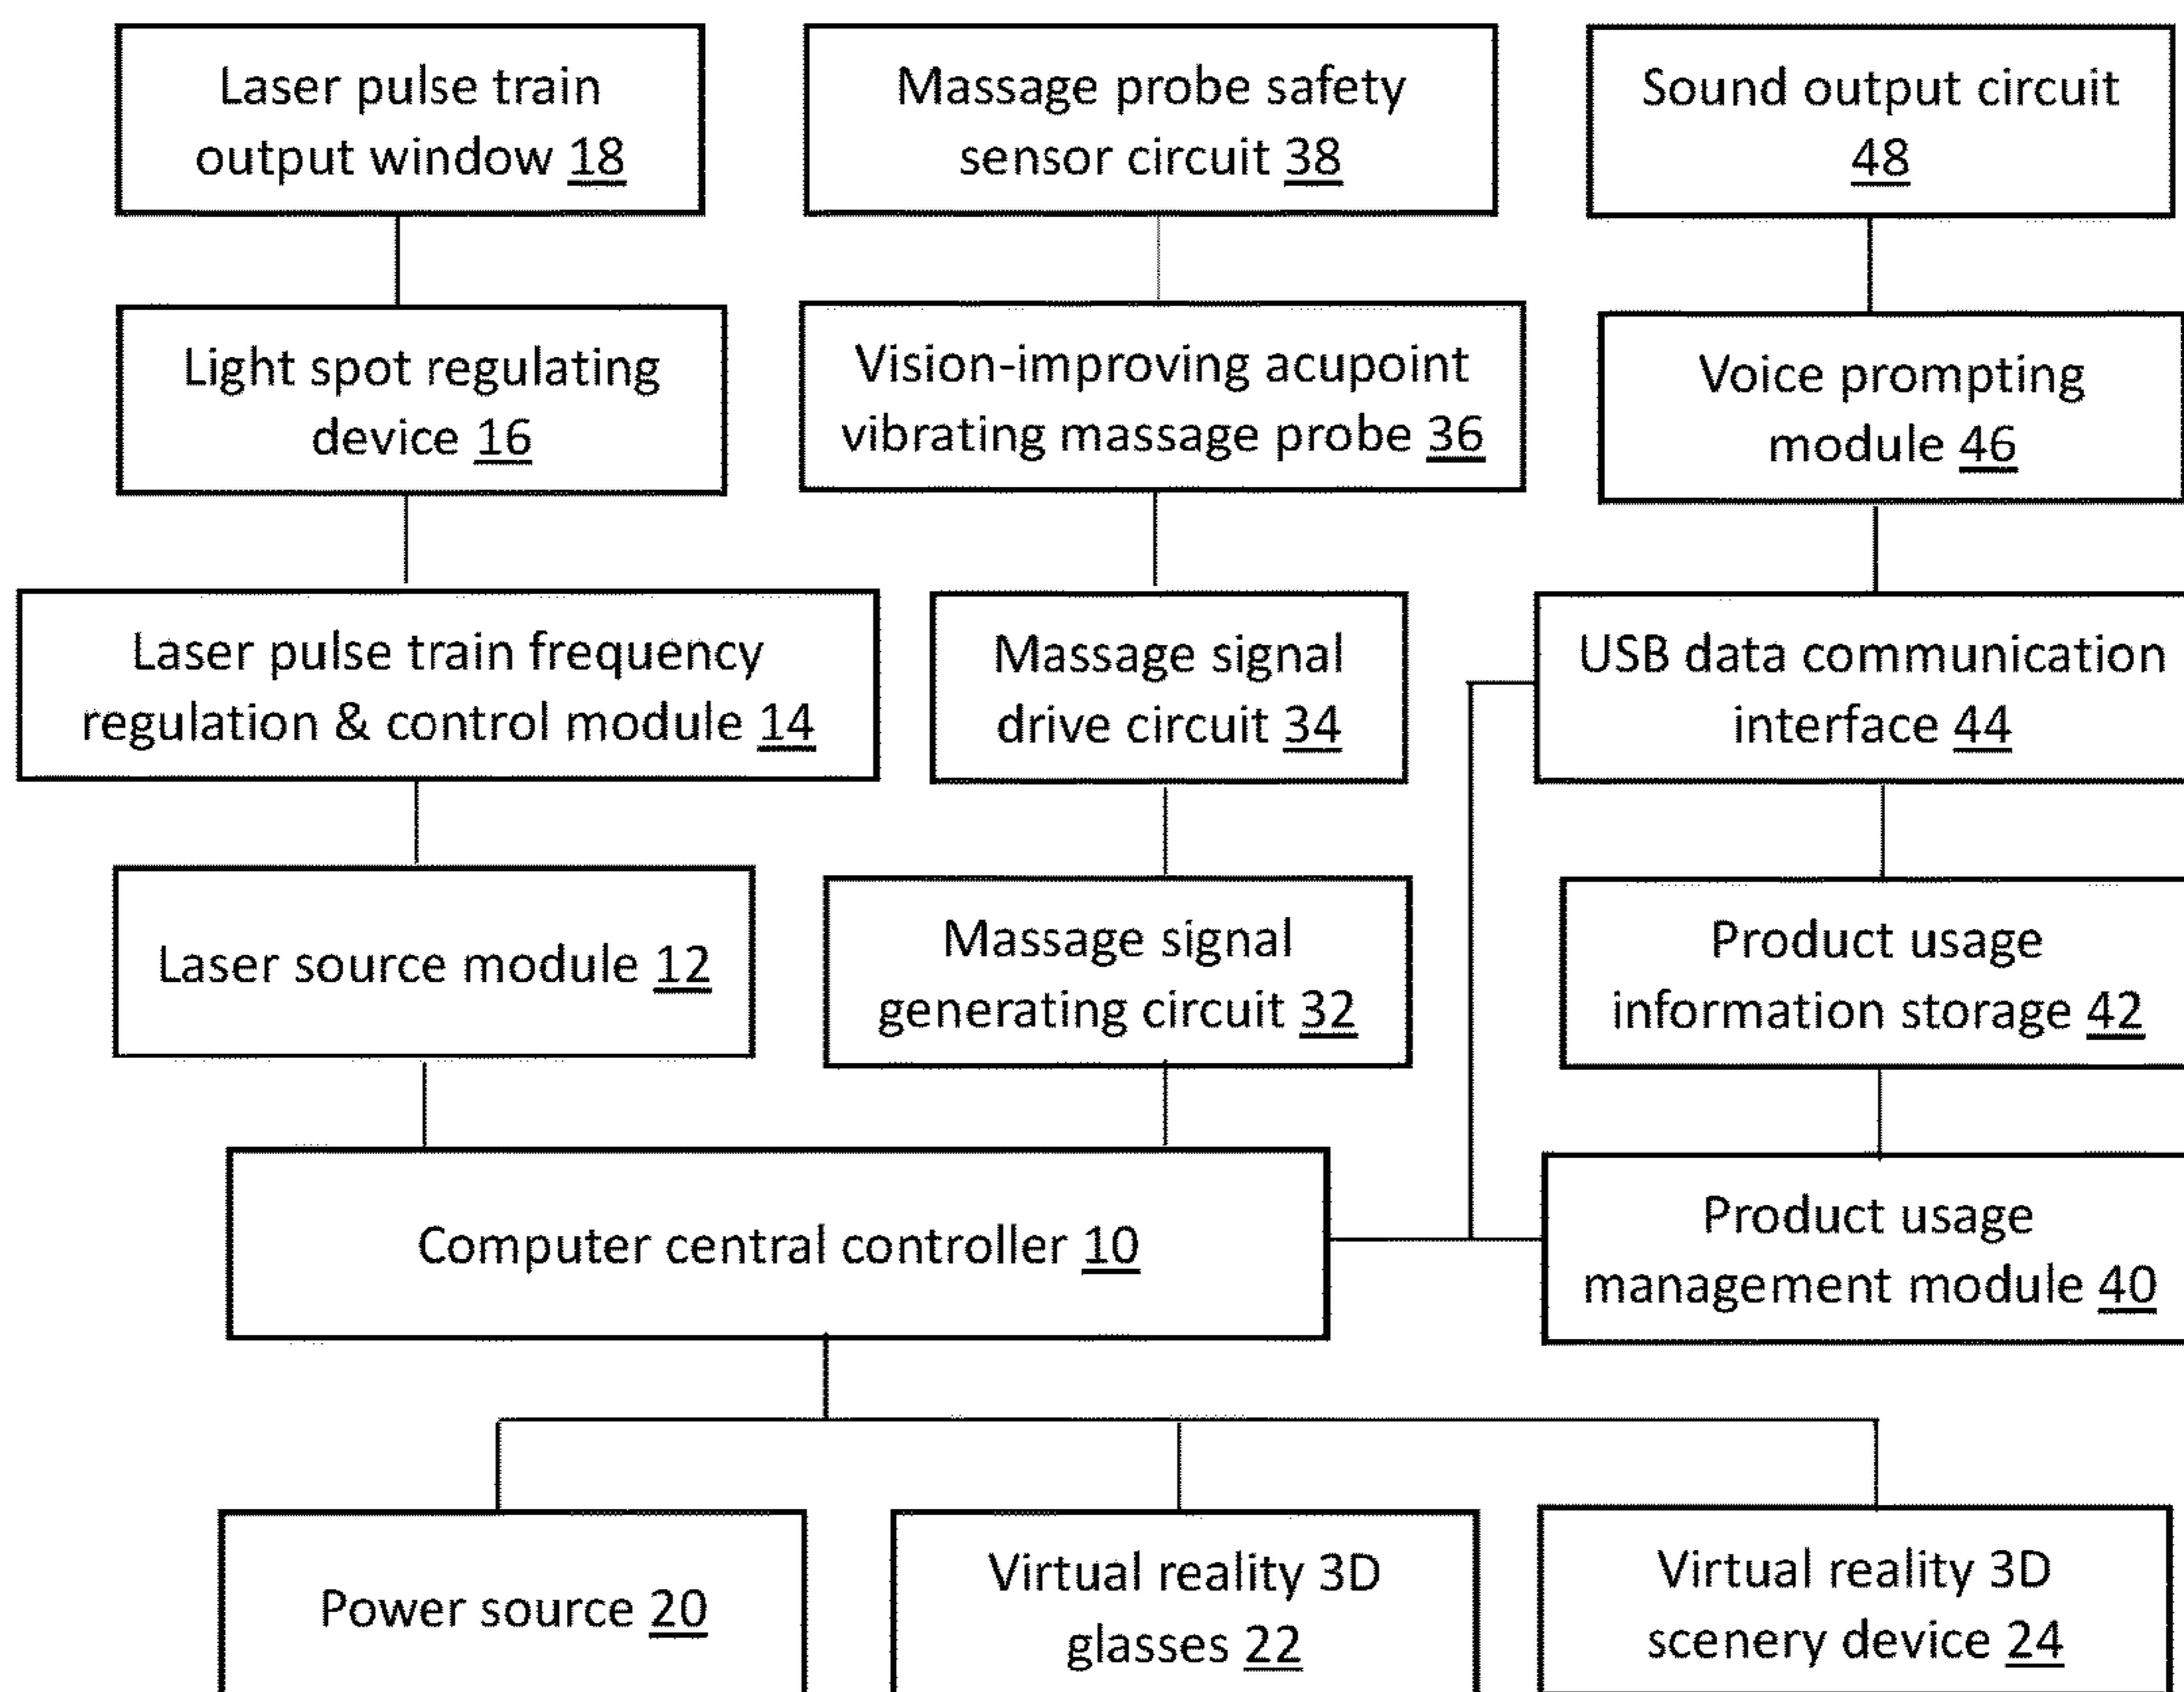 Laser pulse train
output window 18
Massage probe safety
sensor circuit 38
Sound output circuit
48
Light spot regulating
device 16
Vision-improving acupoint
vibrating massage probe 36
Voice prompting
module 46
Laser pulse train frequency
regulation & control module 14
Massage signal
drive circuit 34
USB data communication
interface 44
Laser source module 12
Massage signal
generating circuit 32
Product usage
information storage 42
Computer central controller 10
Product usage
management module 40
Power source 20
Virtual reality 3D
glasses 22
Virtual reality 3D
scenery device 24